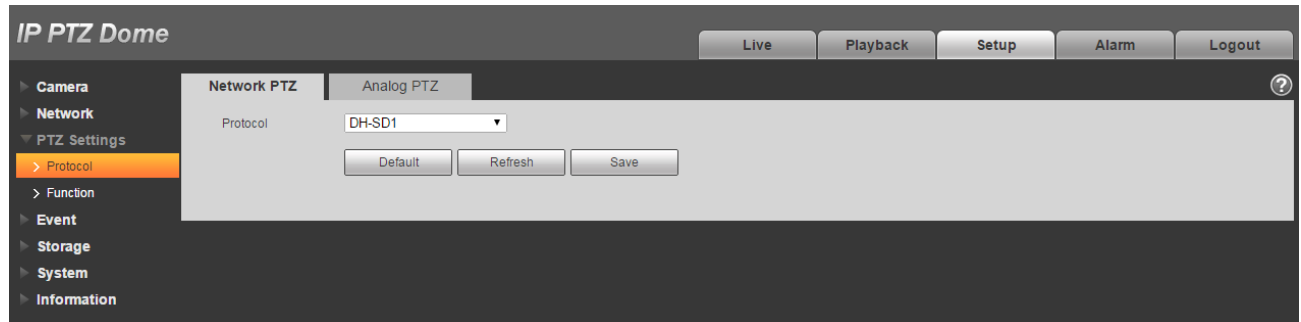 IP PTZ Dome
Live Playback Setup Alarm Logout
Camera
Network
PTZ Settings
Protocol
Function
Event
Storage
System
Information
Network PTZ Analog PTZ ?
Protocol DH-SD1
Default Refresh Save